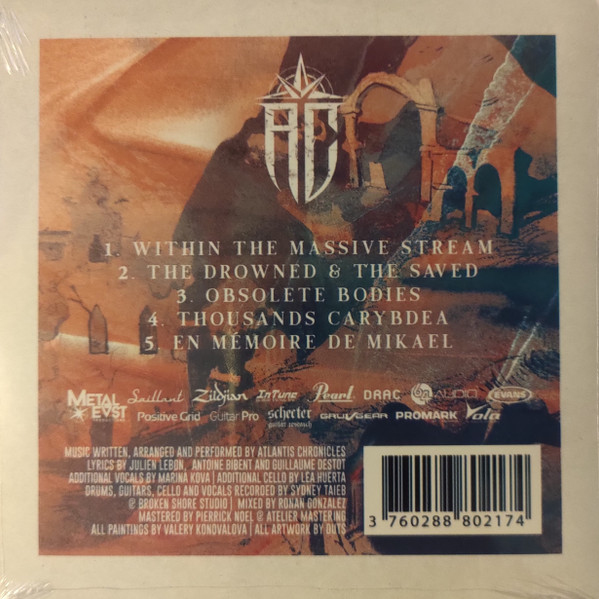 AC
1. WITHIN THE MASSIVE STREAM
2. THE DROWNED & THE SAVED
3. OBSOLETE BODIES
4. THOUSANDS CARYBDEA
5. EN MÉMOIRE DE MIKAEL
METAL EAST Saillant Zildjian INTUNE Pearl DRAC AUDIO EVANS
Positive Grid Guitar Pro schecter GRUVGEAR PROMARK Vola
MUSIC WRITTEN, ARRANGED AND PERFORMED BY ATLANTIS CHRONICLES
LYRICS BY JULIEN LEBON, ANTOINE BIBENT AND GUILLAUME DESTOT
ADDITIONAL VOCALS BY MARINA KOVA | ADDITIONAL CELLO BY LEA HUERTA
DRUMS, GUITARS, CELLO AND VOCALS RECORDED BY SYDNEY TAIEB
@ BROKEN SHORE STUDIO | MIXED BY RONAN GONZALEZ
MASTERED BY PIERRICK NOEL @ ATELIER MASTERING
ALL PAINTINGS BY VALERY KONOVALOVA | ALL ARTWORK BY OUTS
3 760288 802174